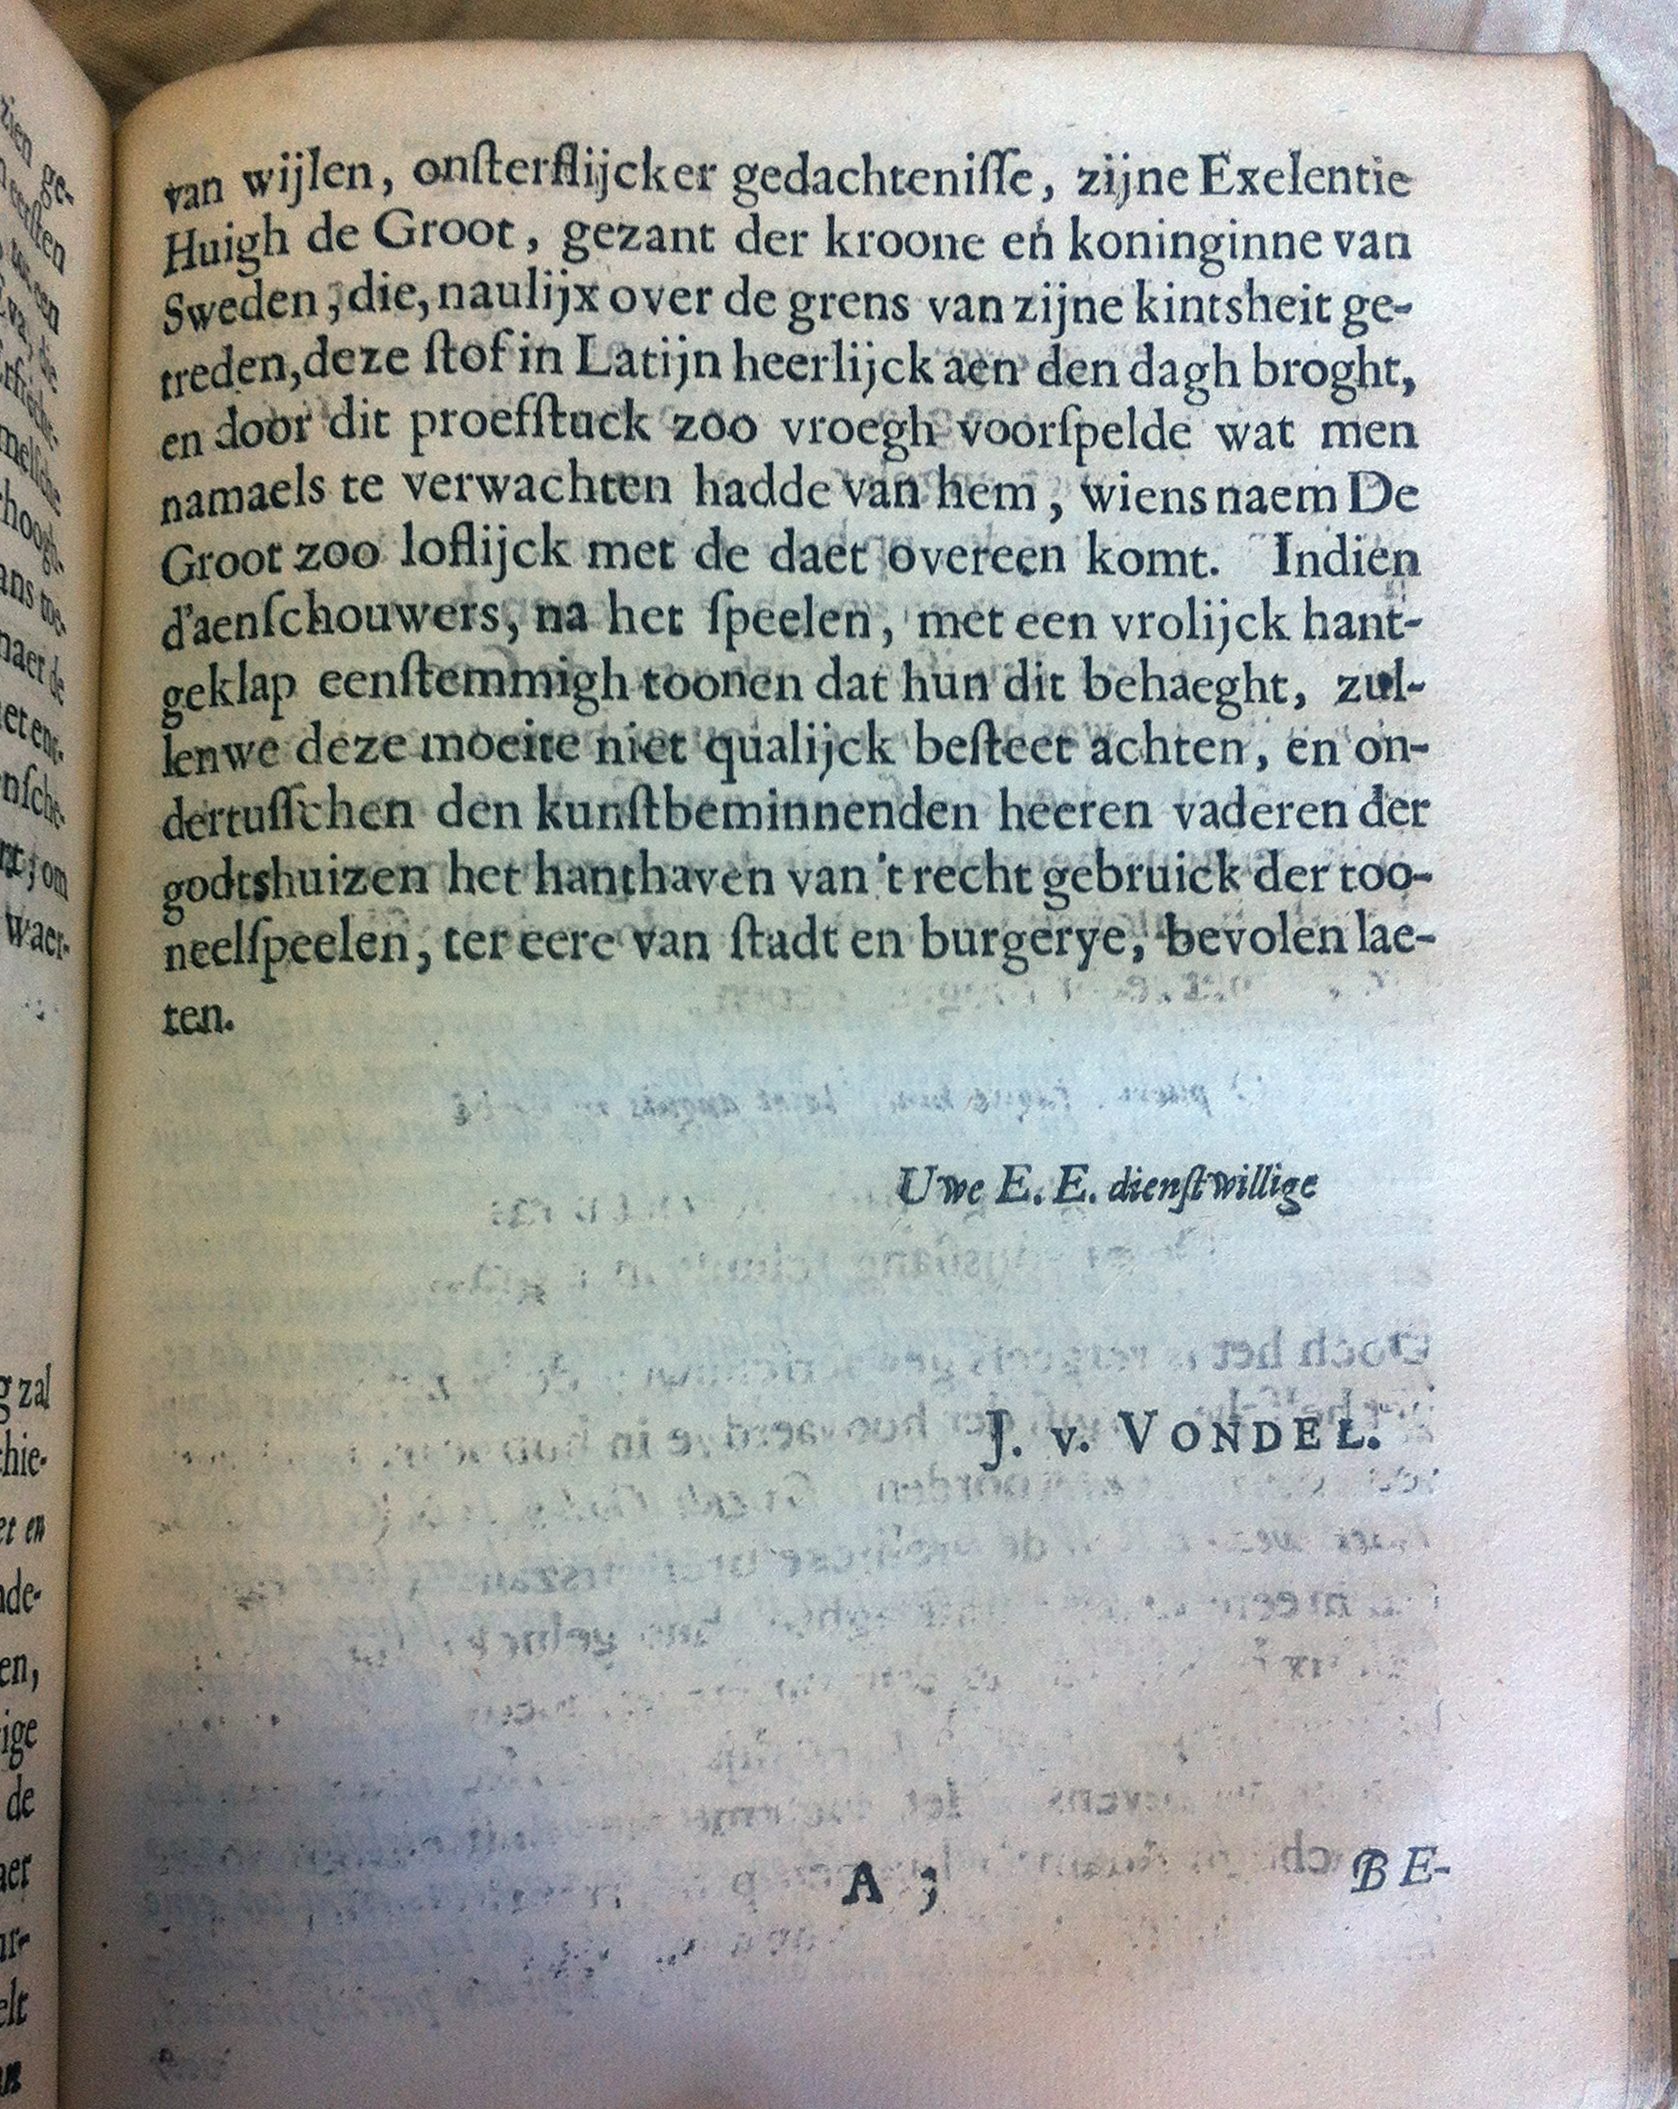 van wijlen, onſterflijcker gedachteniſſe, zijne Exelentie
Huigh de Groot, gezant der kroone eń koninginne van
Sweden; die, naulijx over de grens van zijne kintsheit ge-
treden, deze ſtof in Latijn heerlijck aen den dagh broght,
en door dit proefſtuck zoo vroegh voorſpelde wat men
namaels te verwachten hadde van hem, wiens naem De
Groot zoo loflijck met de daet overeen komt. Indien
d'aenſchouwers, na het ſpeelen, met een vrolijck hant-
geklap eenſtemmigh toonen dat hun dit behaeght, zul-
lenwe deze moeite niet qualijck beſteet achten, en on-
dertuſſchen den kunſtbeminnenden heeren vaderen der
godtshuizen het hanthaven van 't recht gebruick der too-
neelſpeelen, ter eere van ſtadt en burgerye, bevolen lae-
ten.
Uwe E. E. dienſtwillige
J. v. VONDEL.
A 3
BE-